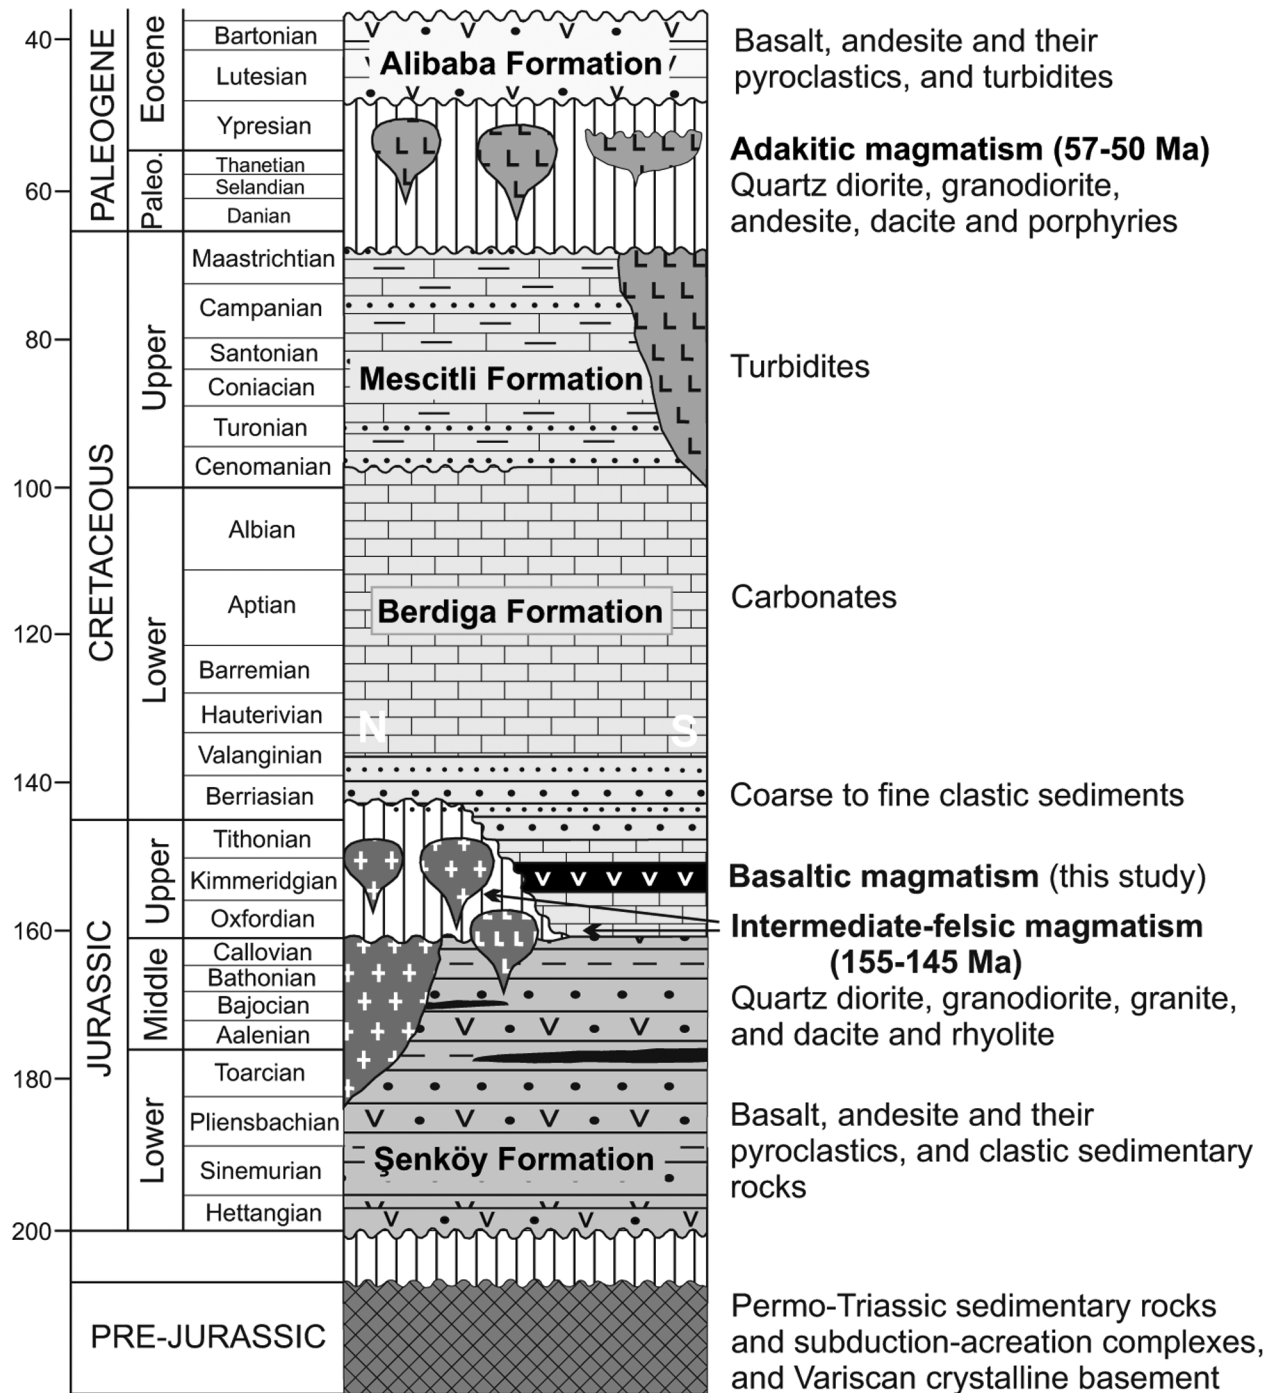 40
60
80
100
120
140
160
180
200
PALEOGENE
CRETACEOUS
JURASSIC
PRE-JURASSIC
Eocene
Paleo.
Upper
Lower
Upper
Middle
Lower
Bartonian
Lutesian
Ypresian
Thanetian
Selandian
Danian
Maastrichtian
Campanian
Santonian
Coniacian
Turonian
Cenomanian
Albian
Aptian
Barremian
Hauterivian
Valanginian
Berriasian
Tithonian
Kimmeridgian
Oxfordian
Callovian
Bathonian
Bajocian
Aalenian
Toarcian
Pliensbachian
Sinemurian
Hettangian
Alibaba Formation
Mescitli Formation
Berdiga Formation
N S
Şenköy Formation
Basalt, andesite and their
pyroclastics, and turbidites
Adakitic magmatism (57-50 Ma)
Quartz diorite, granodiorite,
andesite, dacite and porphyries
Turbidites
Carbonates
Coarse to fine clastic sediments
Basaltic magmatism (this study)
Intermediate-felsic magmatism
(155-145 Ma)
Quartz diorite, granodiorite, granite,
and dacite and rhyolite
Basalt, andesite and their
pyroclastics, and clastic sedimentary
rocks
Permo-Triassic sedimentary rocks
and subduction-acreation complexes,
and Variscan crystalline basement